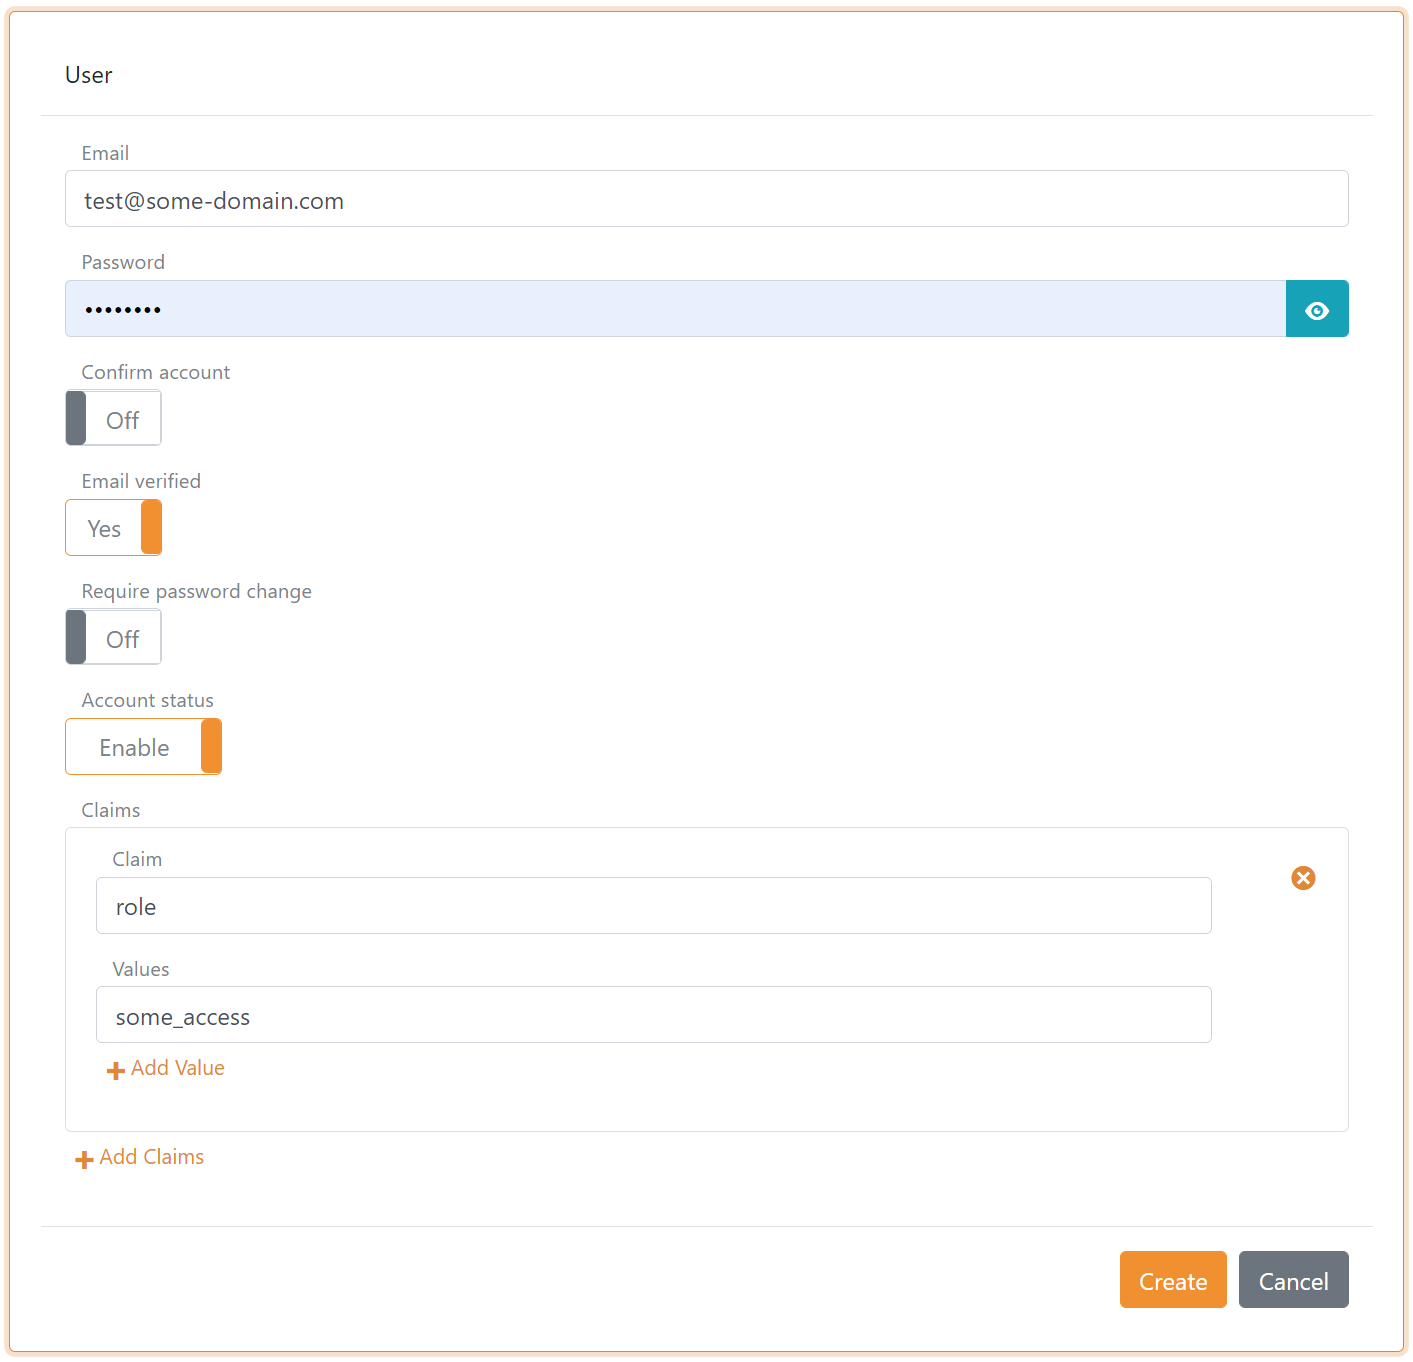 User
Email
test@some-domain.com
Password
••••••••
Confirm account
Off
Email verified
Yes
Require password change
Off
Account status
Enable
Claims
Claim
role
Values
some_access
Add Value
Add Claims
Create Cancel